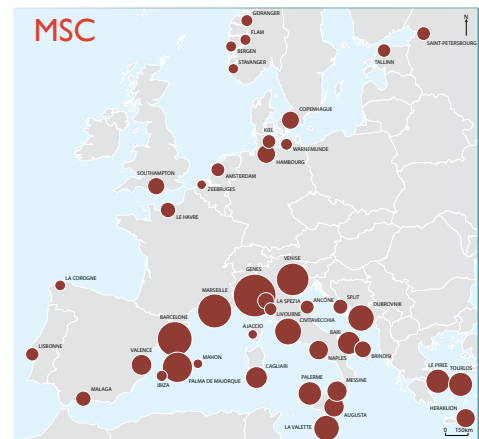 MSC
GEIRANGER
FLAM
BERGEN
STAVANGER
N
SAINT-PETERSBOURG
TALLINN
COPENHAGUE
KIEL
WARNEMUNDE
HAMBOURG
AMSTERDAM
ZEEBRUGES
SOUTHAMPTON
LE HAVRE
LA COROGNE
VENISE
GENES
MARSEILLE
LA SPEZIA
ANCÔNE
SPLIT
LIVOURNE
DUBROVNIK
BARCELONE
AJACCIO
CIVITAVECCHIA
BARI
LISBONNE
VALENCE
MAHON
NAPLES
BRINDISI
IBIZA
PALMA DE MAJORQUE
CAGLIARI
LE PIREE
TOURLOS
MALAGA
PALERME
MESSINE
AUGUSTA
HERAKLION
LA VALETTE
0 150km